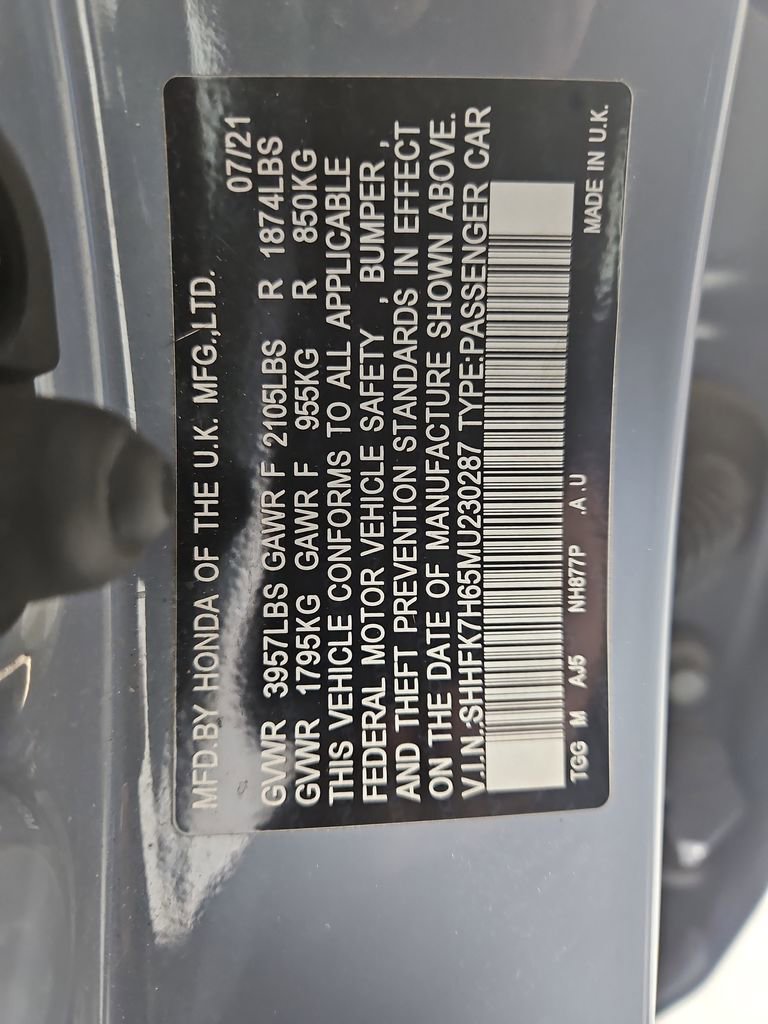 MFD.BY HONDA OF THE U.K. MFG.,LTD.
07/21
GVWR 3957LBS GAWR F 2105LBS R 1874LBS
GVWR 1795KG GAWR F 955KG R 850KG
THIS VEHICLE CONFORMS TO ALL APPLICABLE
FEDERAL MOTOR VEHICLE SAFETY , BUMPER ,
AND THEFT PREVENTION STANDARDS IN EFFECT
ON THE DATE OF MANUFACTURE SHOWN ABOVE.
V.I.N.:SHHFK7H65MU230287 TYPE:PASSENGER CAR
TGG M AJ5 NH877P .A .U
MADE IN U.K.